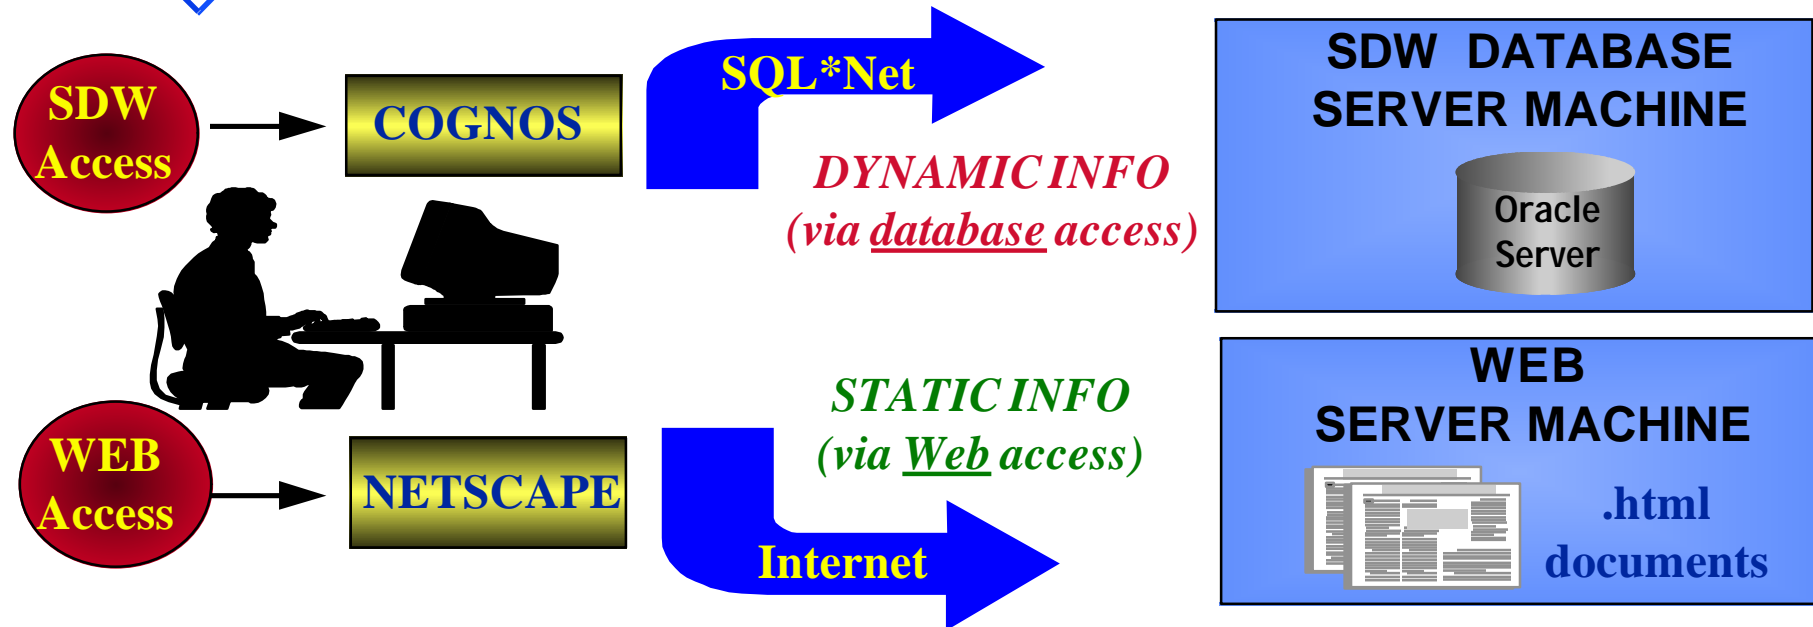 SDW
Access
COGNOS
SQL*Net
DYNAMIC INFO
(via database access)
SDW DATABASE
SERVER MACHINE
Oracle
Server
WEB
Access
NETSCAPE
STATIC INFO
(via Web access)
Internet
WEB
SERVER MACHINE
.html
documents